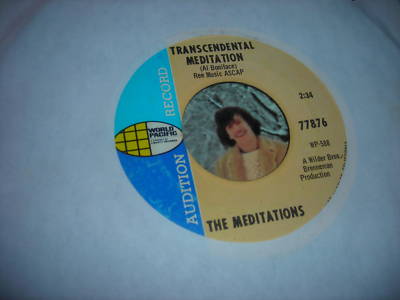 TRANSCENDENTAL
MEDITATION
(Al Boniface)
Ren Music ASCAP
2:34
77876
WP-588
A Wilder Bros.
Brenneman
Production
AUDITION RECORD
WORLD
PACIFIC
THE MEDITATIONS